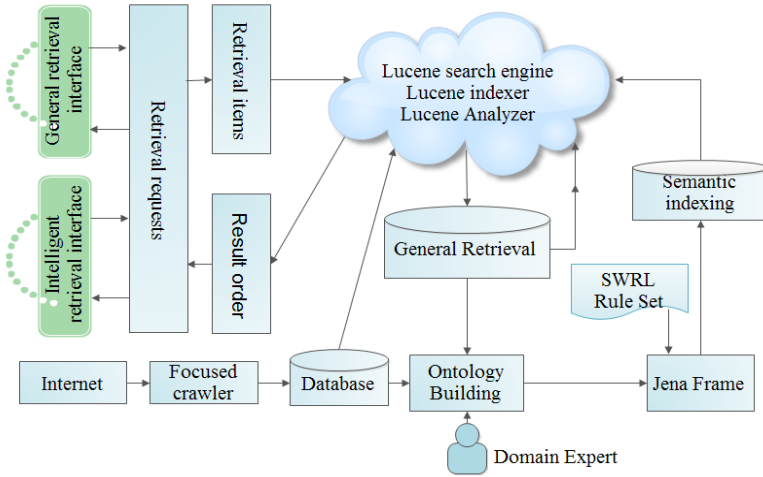 General retrieval
interface
Retrieval requests
Retrieval items
Lucene search engine
Lucene indexer
Lucene Analyzer
Semantic
indexing
Intelligent
retrieval interface
Result order
General Retrieval
SWRL
Rule Set
Internet
Focused
crawler
Database
Ontology
Building
Jena Frame
Domain Expert